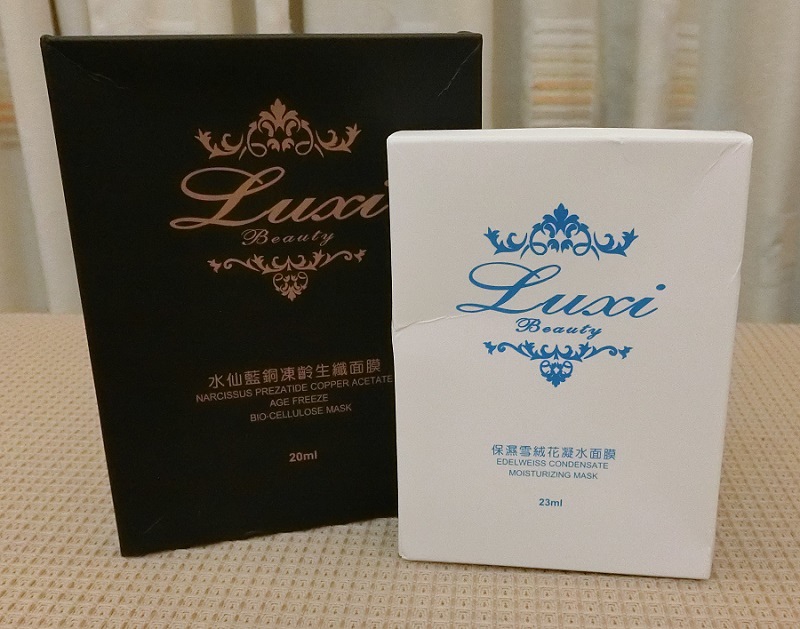 Luxi
Beauty
水仙藍銅凍齡生纖面膜
NARCISSUS PREZATIDE COPPER ACETATE
AGE FREEZE
BIO-CELLULOSE MASK
20ml
Luxi
Beauty
保濕雪絨花凝水面膜
EDELWEISS CONDENSATE
MOISTURIZING MASK
23ml